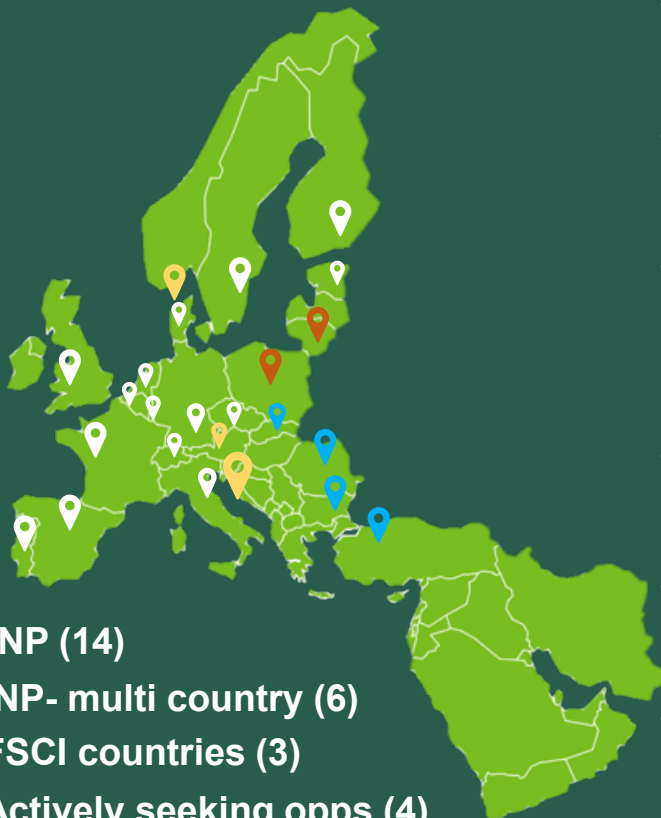 NP (14)
NP- multi country (6)
FSCI countries (3)
Actively seeking opps (4)